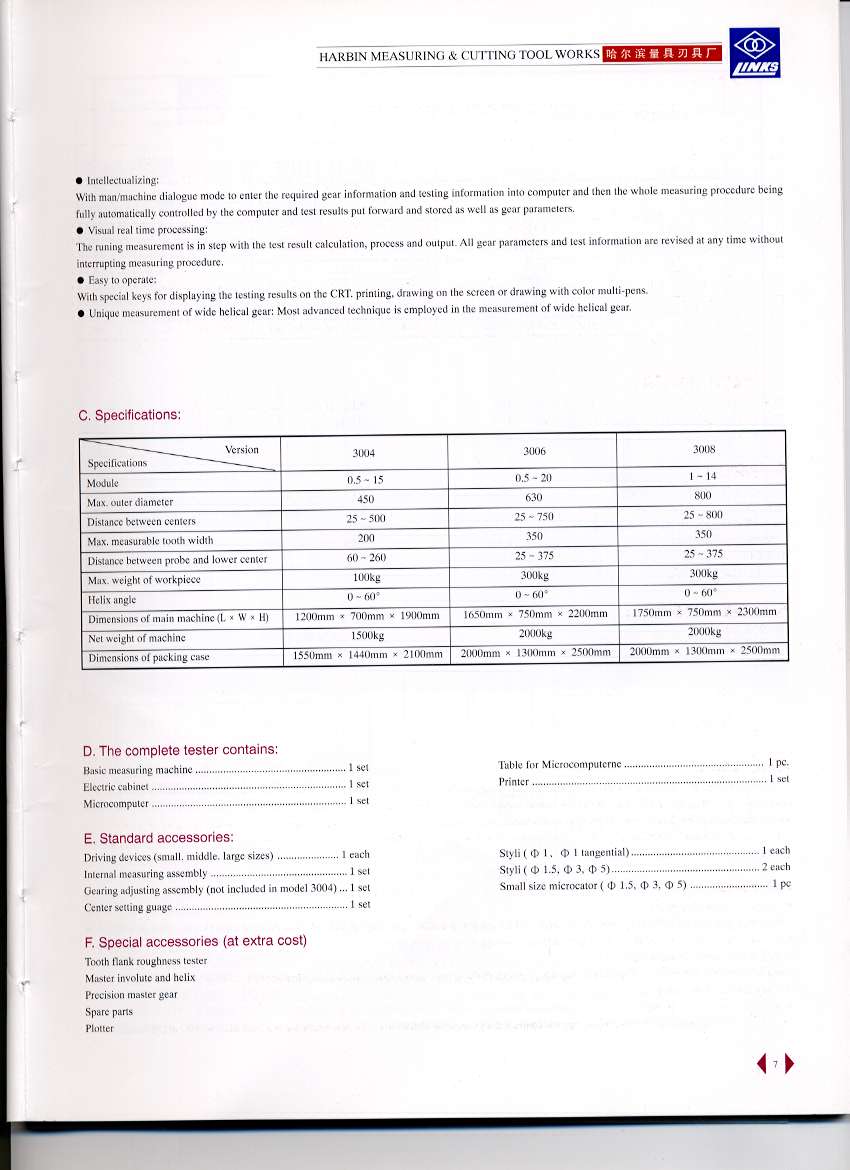 HARBIN MEASURING & CUTTING TOOL WORKS 哈尔滨量具刃具厂
LINKS
● Intellectualizing:
With man/machine dialogue mode to enter the required gear information and testing information into computer and then the whole measuring procedure being
fully automatically controlled by the computer and test results put forward and stored as well as gear parameters.
● Visual real time processing:
The runing measurement is in step with the test result calculation, process and output. All gear parameters and test information are revised at any time without
interrupting measuring procedure.
● Easy to operate:
With special keys for displaying the testing results on the CRT. printing, drawing on the screen or drawing with color multi-pens.
● Unique measurement of wide helical gear: Most advanced technique is employed in the measurement of wide helical gear.
C. Specifications:
Version
Specifications 3004 3006 3008
Module 0.5 ~ 15 0.5 ~ 20 1 ~ 14
Max. outer diameter 450 630 800
Distance between centers 25 ~ 500 25 ~ 750 25 ~ 800
Max. measurable tooth width 200 350 350
Distance between probe and lower center 60 ~ 260 25 ~ 375 25 ~ 375
Max. weight of workpiece 100kg 300kg 300kg
Helix angle 0 ~ 60° 0 ~ 60° 0 ~ 60°
Dimensions of main machine (L × W × H) 1200mm × 700mm × 1900mm 1650mm × 750mm × 2200mm 1750mm × 750mm × 2300mm
Net weight of machine 1500kg 2000kg 2000kg
Dimensions of packing case 1550mm × 1440mm × 2100mm 2000mm × 1300mm × 2500mm 2000mm × 1300mm × 2500mm
D. The complete tester contains:
Basic measuring machine ...................................................... 1 set
Electric cabinet ...................................................................... 1 set
Microcomputer ...................................................................... 1 set
Table for Microcomputerne .................................................. 1 pc.
Printer ..................................................................................... 1 set
E. Standard accessories:
Driving devices (small. middle. large sizes) ...................... 1 each
Internal measuring assembly .................................................. 1 set
Gearing adjusting assembly (not included in model 3004) ... 1 set
Center setting guage .............................................................. 1 set
Styli ( Φ 1、 Φ 1 tangential).............................................. 1 each
Styli ( Φ 1.5, Φ 3, Φ 5)..................................................... 2 each
Small size microcator ( Φ 1.5, Φ 3, Φ 5) ............................ 1 pc
F. Special accessories (at extra cost)
Tooth flank roughness tester
Master involute and helix
Precision master gear
Spare parts
Plotter
7